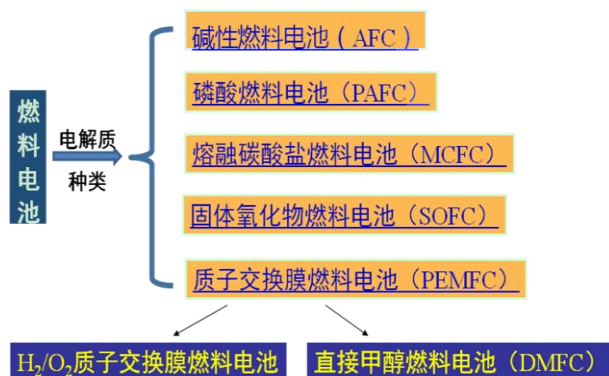 燃料电池
电解质
种类
碱性燃料电池（AFC）
磷酸燃料电池（PAFC）
熔融碳酸盐燃料电池（MCFC）
固体氧化物燃料电池（SOFC）
质子交换膜燃料电池（PEMFC）
H₂/O₂质子交换膜燃料电池
直接甲醇燃料电池（DMFC）